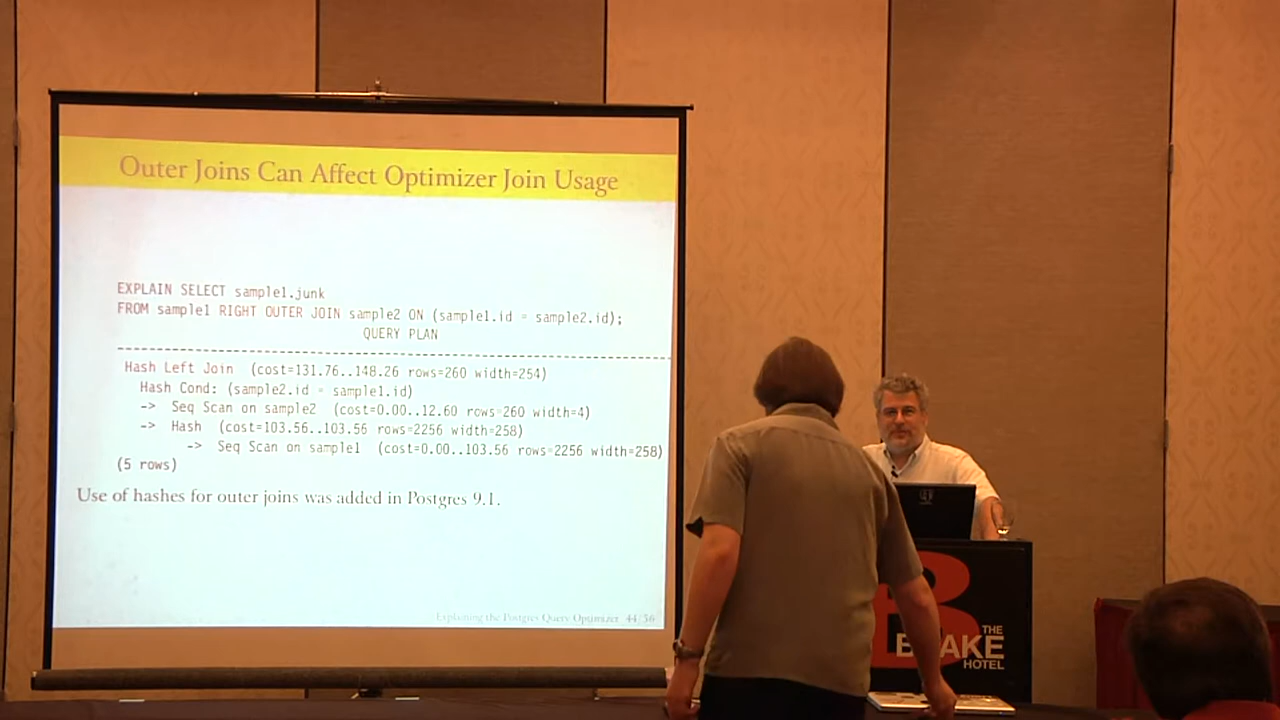 Outer Joins Can Affect Optimizer Join Usage
EXPLAIN SELECT sample1.junk
FROM sample1 RIGHT OUTER JOIN sample2 ON (sample1.id = sample2.id);
QUERY PLAN
---------------------------------------------------------------------
Hash Left Join (cost=131.76..148.26 rows=260 width=254)
Hash Cond: (sample2.id = sample1.id)
-> Seq Scan on sample2 (cost=0.00..12.60 rows=260 width=4)
-> Hash (cost=103.56..103.56 rows=2256 width=258)
-> Seq Scan on sample1 (cost=0.00..103.56 rows=2256 width=258)
(5 rows)
Use of hashes for outer joins was added in Postgres 9.1.
Explaining the Postgres Query Optimizer 44/56
B
THE
HOTEL